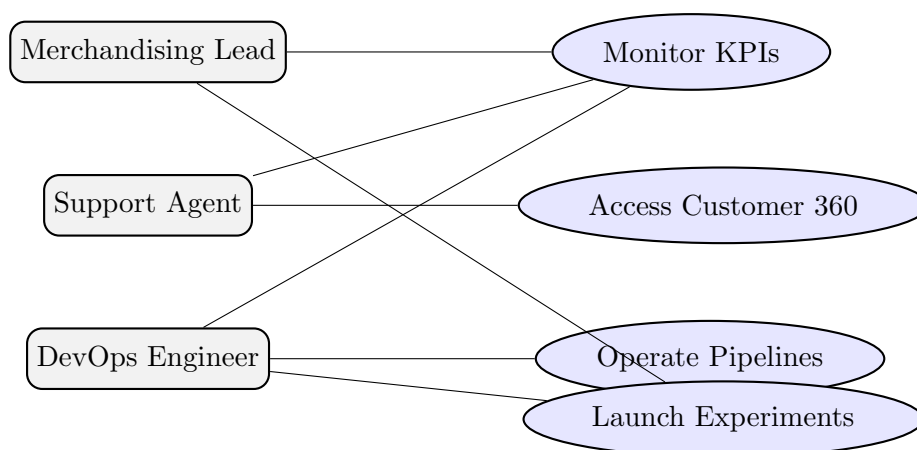 Merchandising Lead
Monitor KPIs
Support Agent
Access Customer 360
DevOps Engineer
Operate Pipelines
Launch Experiments